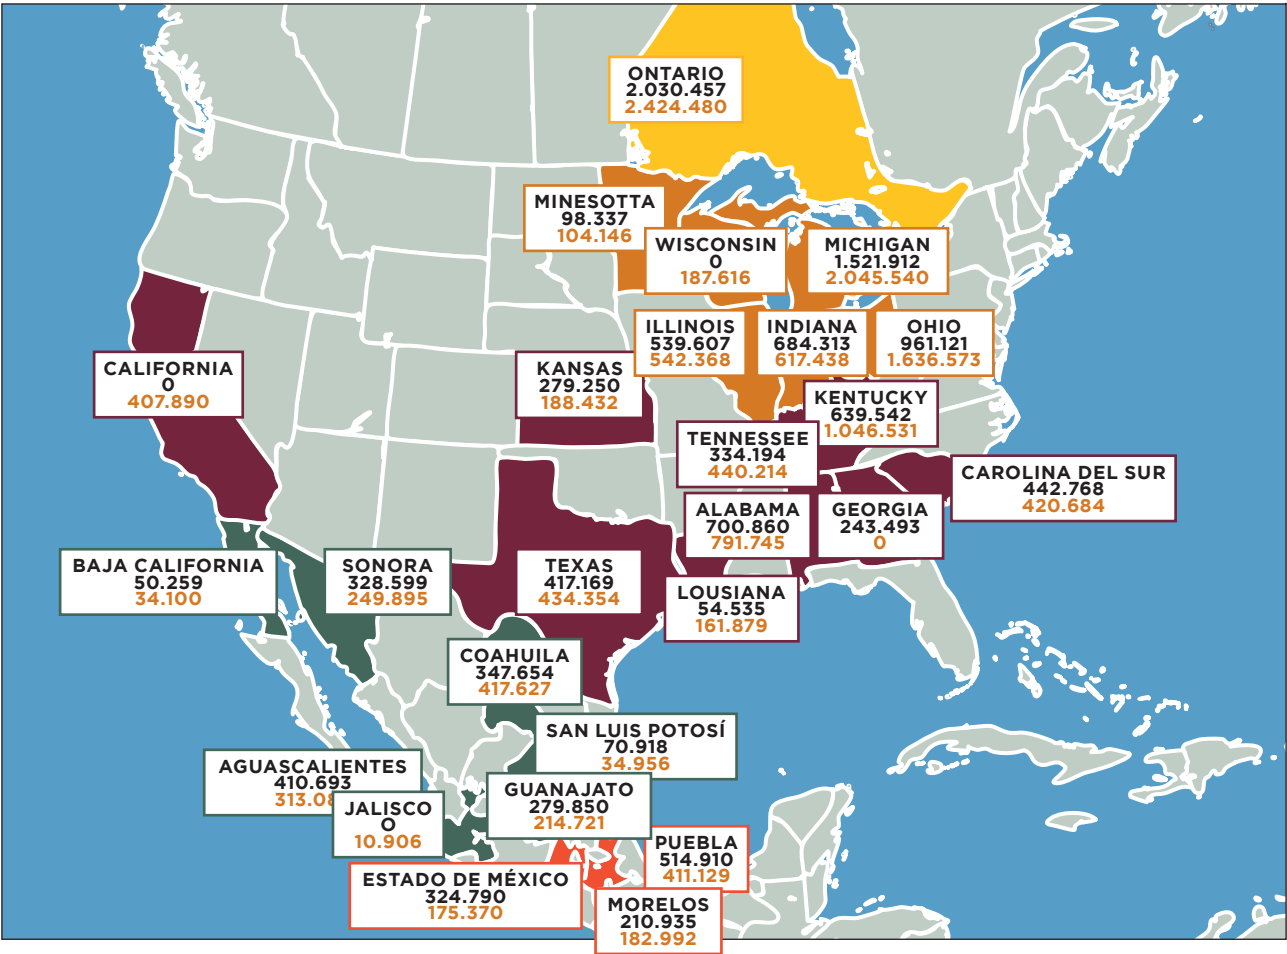 ONTARIO
2.030.457
2.424.480
MINESOTTA
98.337
104.146
WISCONSIN
0
187.616
MICHIGAN
1.521.912
2.045.540
ILLINOIS
539.607
542.368
INDIANA
684.313
617.438
OHIO
961.121
1.636.573
CALIFORNIA
0
407.890
KANSAS
279.250
188.432
KENTUCKY
639.542
1.046.531
TENNESSEE
334.194
440.214
CAROLINA DEL SUR
442.768
420.684
ALABAMA
700.860
791.745
GEORGIA
243.493
0
BAJA CALIFORNIA
50.259
34.100
SONORA
328.599
249.895
TEXAS
417.169
434.354
LOUSIANA
54.535
161.879
COAHUILA
347.654
417.627
SAN LUIS POTOSÍ
70.918
34.956
AGUASCALIENTES
410.693
JALISCO
O
10.906
GUANAJATO
279.850
214.721
PUEBLA
514.910
411.129
ESTADO DE MÉXICO
324.790
175.370
MORELOS
210.935
182.992